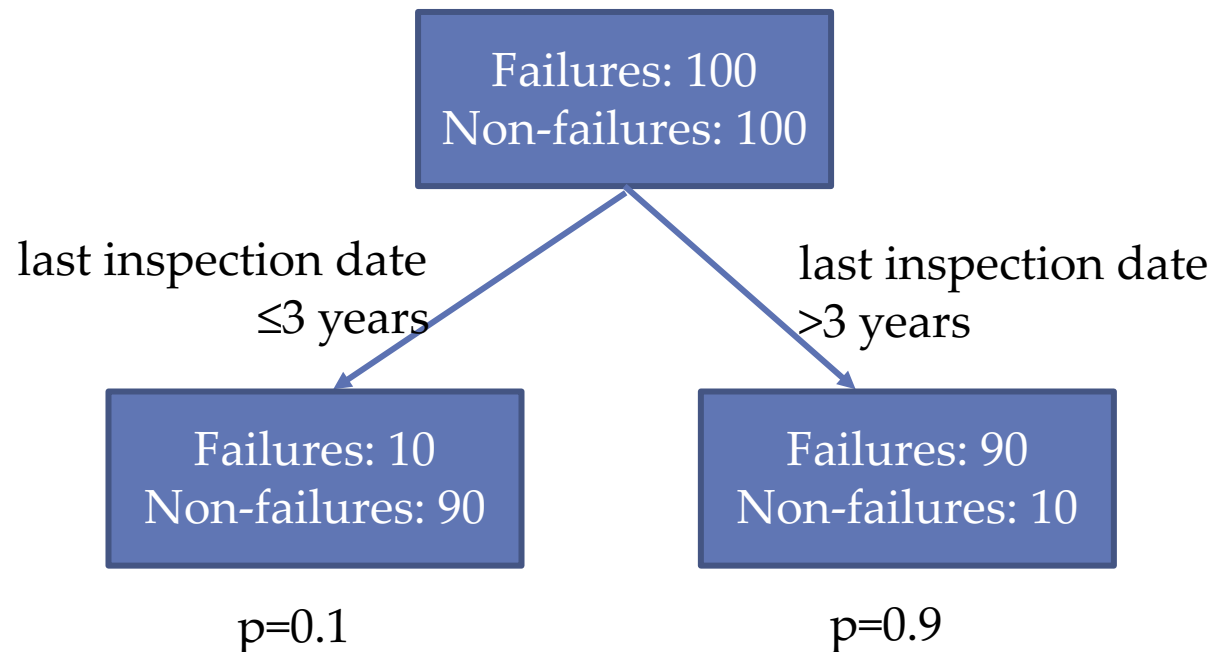 Failures: 100
Non-failures: 100
last inspection date
≤3 years
last inspection date
>3 years
Failures: 10
Non-failures: 90
Failures: 90
Non-failures: 10
p=0.1
p=0.9